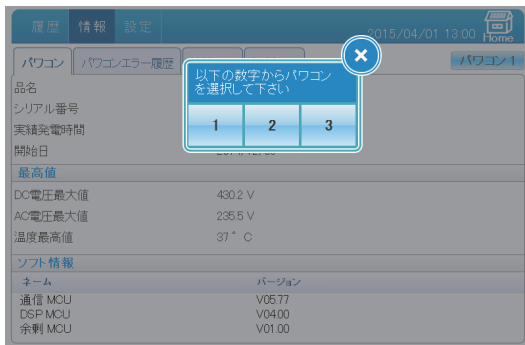 履歴 情報 設定
2015/04/01 13:00 Home
パワコン パワコンエラー履歴
パワコン1
以下の数字からパワコン
を選択して下さい
1 2 3
品名
シリアル番号
実績発電時間
開始日
最高値
DC電圧最大値 430.2 V
AC電圧最大値 235.5 V
温度最高値 37°C
ソフト情報
ネーム バージョン
通信 MCU V05.77
DSP MCU V04.00
余剰 MCU V01.00